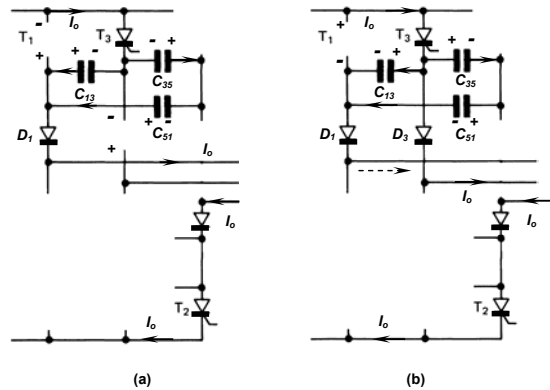 - Iₒ
T₁ T₃
+ - - +
+ -
C₁₃ C₃₅
-
D₁ + -
C₅₁
+ Iₒ
Iₒ
T₂
Iₒ
(a)
- Iₒ
T₁ + T₃
- + - - +
C₁₃ C₃₅
D₁ D₃ + -
C₅₁
Iₒ
Iₒ
T₂
Iₒ
(b)